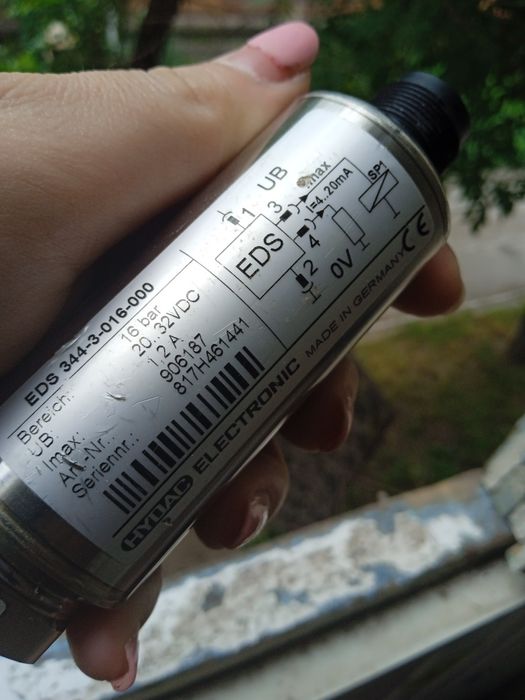 EDS 344-3-016-000
Bereich: 16 bar
UB: 20..32VDC
Imax.: 1.2 A
Art.-Nr.: 906187
Seriennr.: 817H461441
HYDAC ELECTRONIC MADE IN GERMANY CE
UB
1
3
Imax
EDS
4
I=4..20mA
SP1
2
0V